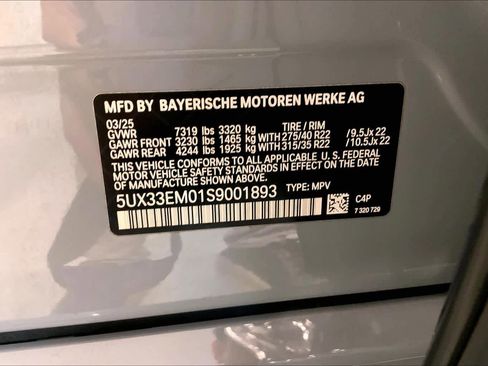 MFD BY BAYERISCHE MOTOREN WERKE AG
03/25
GVWR 7319 lbs 3320 kg TIRE / RIM
GAWR FRONT 3230 lbs 1465 kg 275/40 R22 /9.5Jx22
GAWR REAR 4244 lbs 1925 kg 315/35 R22 /10.5Jx22
THIS VEHICLE CONFORMS TO ALL APPLICABLE U.S. FEDERAL
MOTOR VEHICLE SAFETY STANDARDS IN EFFECT ON THE
DATE OF MANUFACTURE SHOWN ABOVE.
5UX33EM01S9001893 TYPE: MPV
C4P
7 320 729